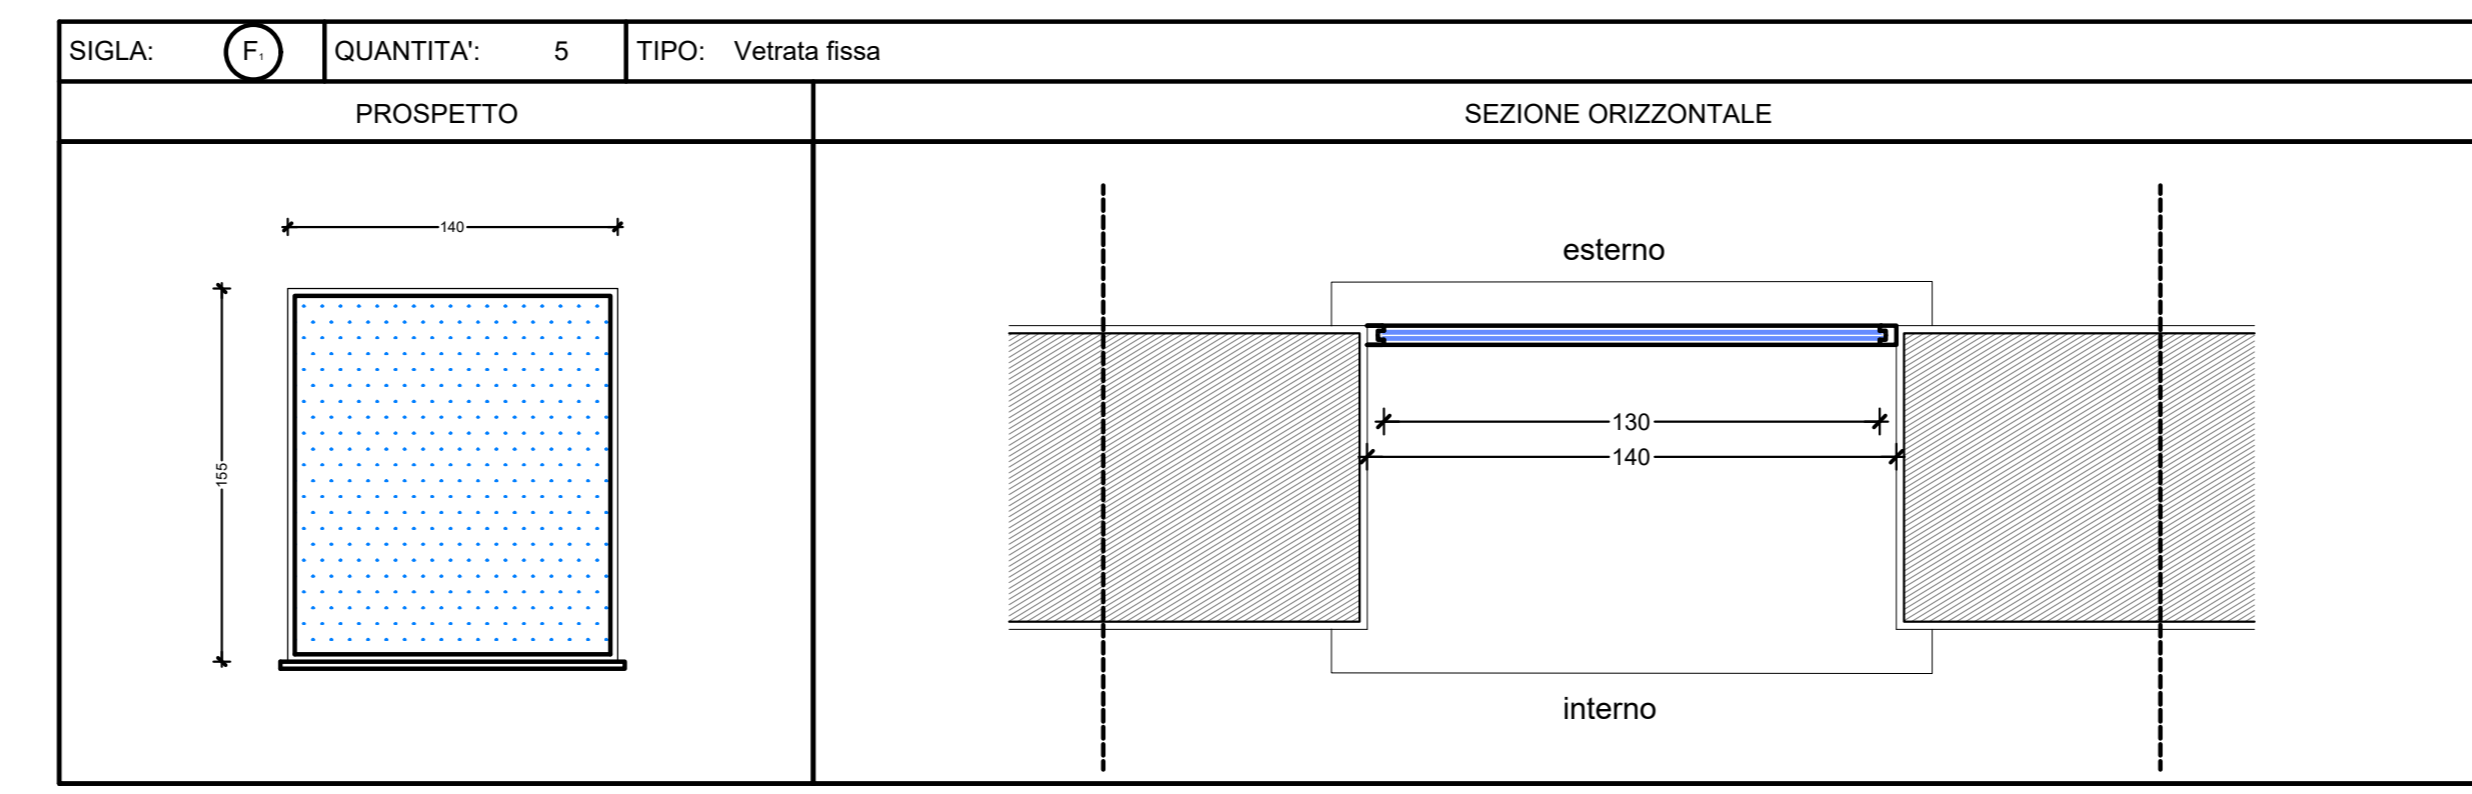 SIGLA: F₁ QUANTITA': 5 TIPO: Vetrata fissa
PROSPETTO SEZIONE ORIZZONTALE
140
155
esterno
130
140
interno